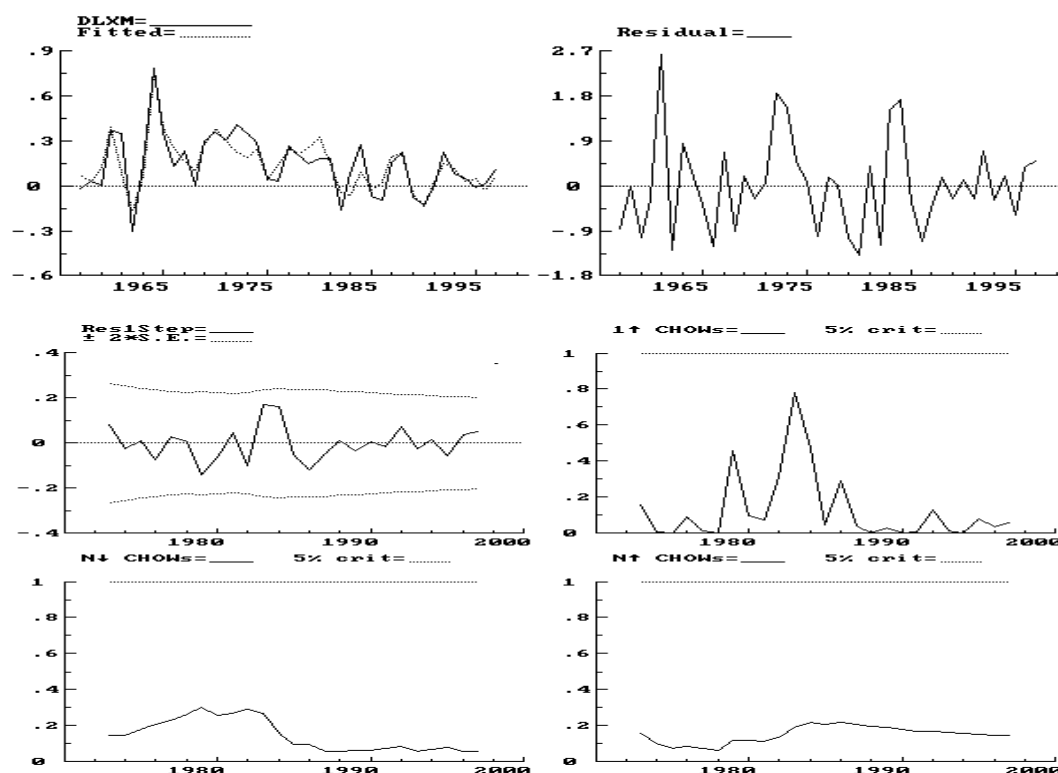 DLXM=
Fitted=
.9
.6
.3
0
-.3
-.6
1965 1975 1985 1995
Residual=
2.7
1.8
.9
0
-.9
-1.8
1965 1975 1985 1995
Res1Step=
± 2*S.E.=
.4
.2
0
-.2
-.4
1980 1990 2000
1↑ CHOWs= 5% crit=
1
.8
.6
.4
.2
0
1980 1990 2000
N↓ CHOWs= 5% crit=
1
.8
.6
.4
.2
0
1980 1990 2000
N↑ CHOWs= 5% crit=
1
.8
.6
.4
.2
0
1980 1990 2000